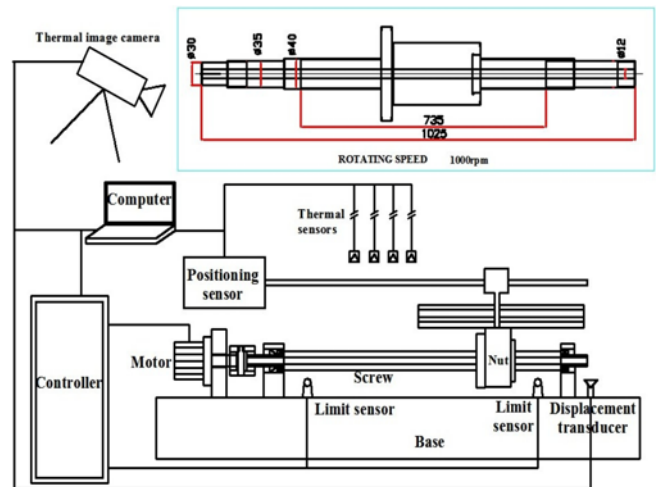 Thermal image camera
ø30
ø35
ø40
ø12
735
1025
ROTATING SPEED 1000rpm
Computer
Thermal
sensors
Positioning
sensor
Motor
Nut
Controller
Screw
Limit sensor
Limit
sensor
Displacement
transducer
Base